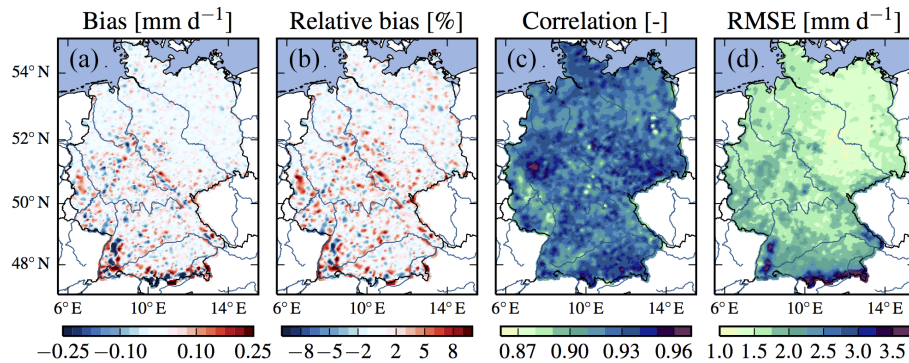 Bias [mm d⁻¹] Relative bias [%] Correlation [-] RMSE [mm d⁻¹]
54° N (a) (b) (c) (d)
52° N
50° N
48° N
6° E 10° E 14° E 6° E 10° E 14° E 6° E 10° E 14° E 6° E 10° E 14° E
−0.25 −0.10 0.10 0.25 −8 −5 −2 2 5 8 0.87 0.90 0.93 0.96 1.0 1.5 2.0 2.5 3.0 3.5